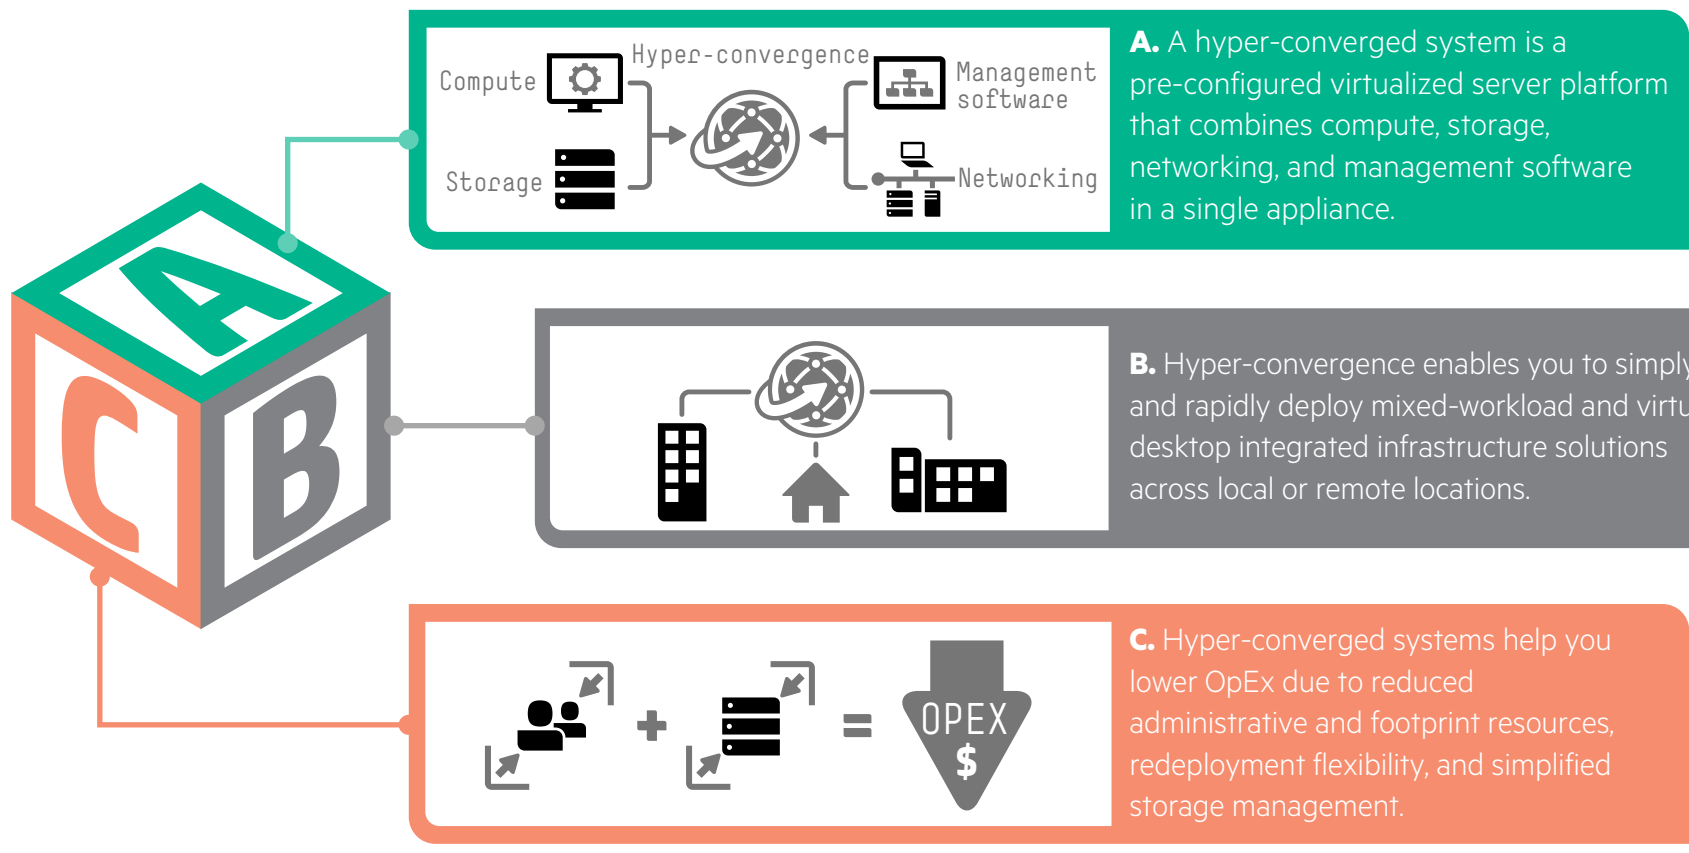 A
C
B
Compute
Hyper-convergence
Management
software
Storage
Networking
A. A hyper-converged system is a
pre-configured virtualized server platform
that combines compute, storage,
networking, and management software
in a single appliance.
B. Hyper-convergence enables you to simply
and rapidly deploy mixed-workload and virtu
desktop integrated infrastructure solutions
across local or remote locations.
OPEX
$
C. Hyper-converged systems help you
lower OpEx due to reduced
administrative and footprint resources,
redeployment flexibility, and simplified
storage management.